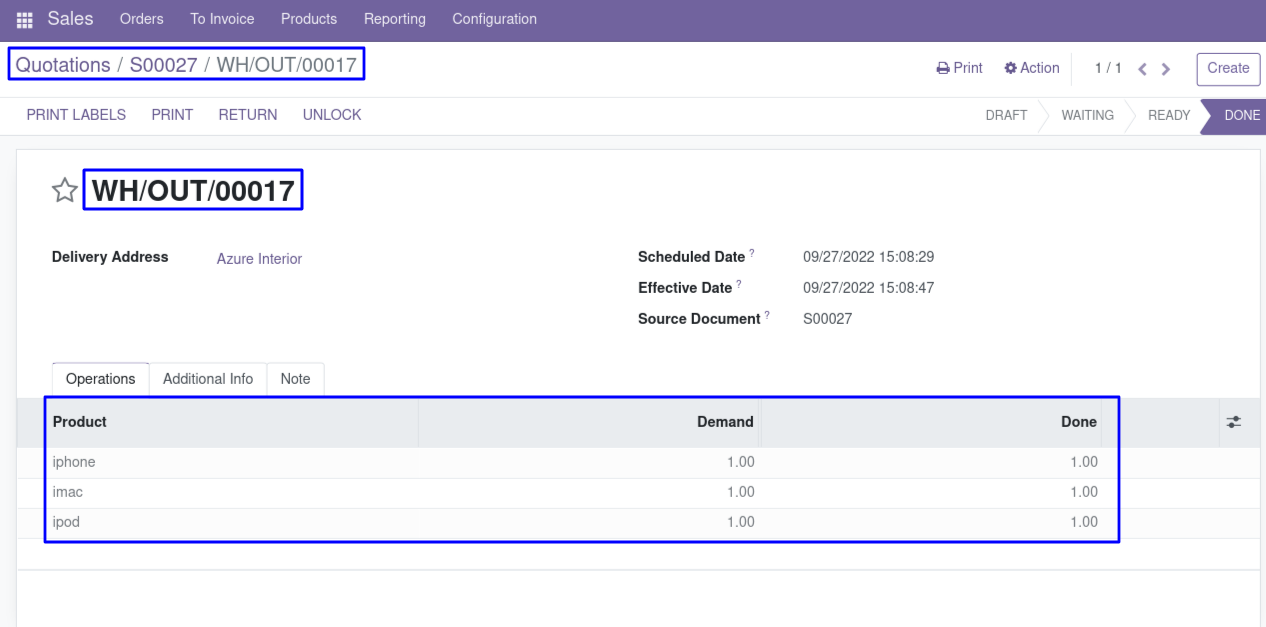 Sales Orders To Invoice Products Reporting Configuration
Quotations / S00027 / WH/OUT/00017 Print Action 1 / 1 Create
PRINT LABELS PRINT RETURN UNLOCK DRAFT WAITING READY DONE
WH/OUT/00017
Delivery Address Azure Interior Scheduled Date ? 09/27/2022 15:08:29
Effective Date ? 09/27/2022 15:08:47
Source Document ? S00027
Operations Additional Info Note
Product Demand Done
iphone 1.00 1.00
imac 1.00 1.00
ipod 1.00 1.00